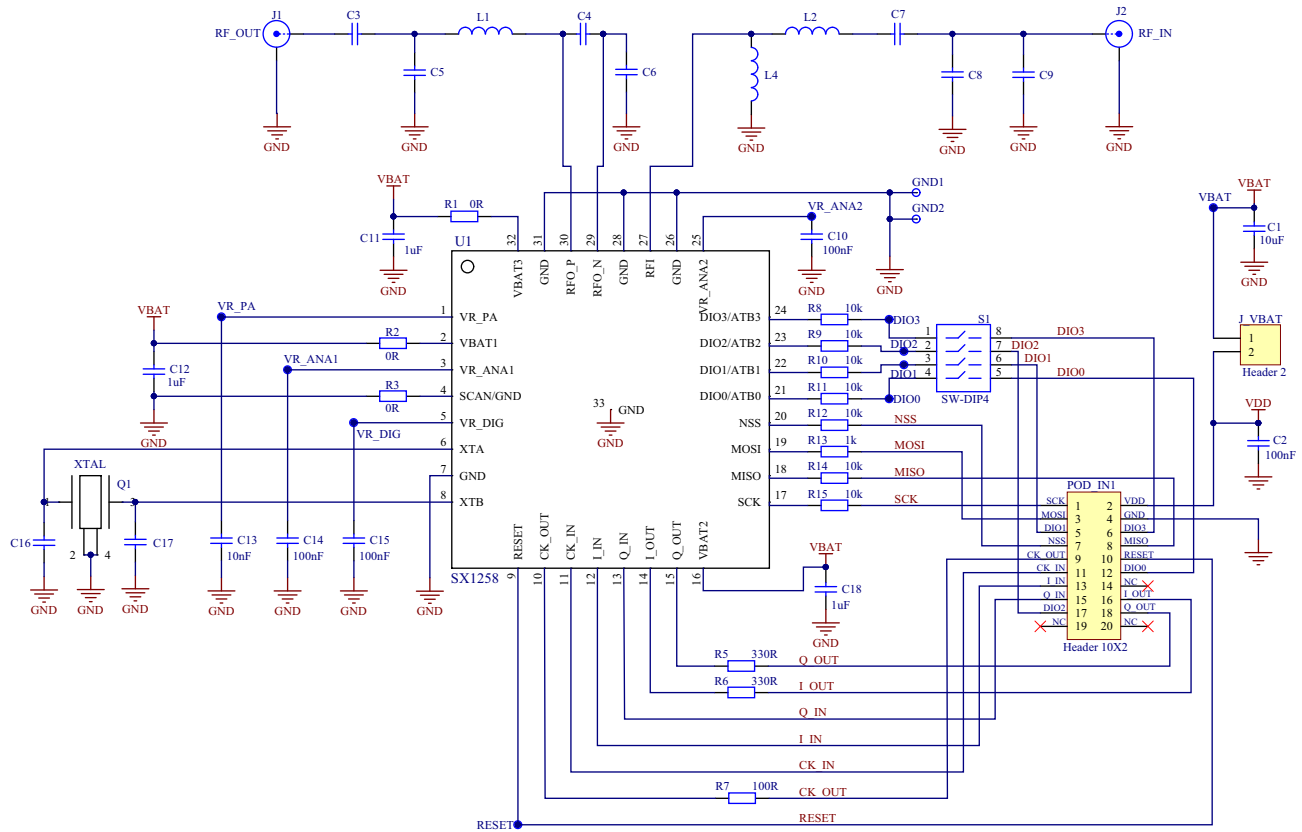 J1
RF_OUT
C3
L1
C4
C5
C6
GND
GND
GND
L2
C7
J2
RF_IN
L4
C8
C9
GND
GND
GND
GND
VBAT
R1 0R
C11
1uF
GND
GND1
GND2
GND
VR_ANA2
C10
100nF
GND
VBAT
VBAT
C1
10uF
J_VBAT
1
2
Header 2
VDD
C2
100nF
U1
32
31
30
29
28
27
26
25
VBAT3
GND
RFO_P
RFO_N
GND
RFI
GND
VR_ANA2
VR_PA
VBAT
R2
0R
VR_ANA1
C12
1uF
R3
0R
GND
VR_DIG
1 VR_PA
2 VBAT1
3 VR_ANA1
4 SCAN/GND
5 VR_DIG
6 XTA
7 GND
8 XTB
33 GND
GND
DIO3/ATB3 24
DIO2/ATB2 23
DIO1/ATB1 22
DIO0/ATB0 21
NSS 20
MOSI 19
MISO 18
SCK 17
R8 10k
R9 10k
R10 10k
R11 10k
R12 10k
R13 1k
R14 10k
R15 10k
DIO3
DIO2
DIO1
DIO0
NSS
MOSI
MISO
SCK
S1
1
2
3
4
8
7
6
5
SW-DIP4
DIO3
DIO2
DIO1
DIO0
XTAL
Q1
1
3
2
4
C16
C17
GND
GND
GND
C13
10nF
GND
C14
100nF
GND
C15
100nF
GND
GND
RESET
CK_OUT
CK_IN
I_IN
Q_IN
I_OUT
Q_OUT
VBAT2
SX1258
9
10
11
12
13
14
15
16
VBAT
C18
1uF
GND
POD_IN1
SCK 1 2 VDD
MOSI 3 4 GND
DIO1 5 6 DIO3
NSS 7 8 MISO
CK_OUT 9 10 RESET
CK_IN 11 12 DIO0
I_IN 13 14 NC
Q_IN 15 16 I_OUT
DIO2 17 18 Q_OUT
NC 19 20 NC
Header 10X2
R5 330R
Q_OUT
R6 330R
I_OUT
Q_IN
I_IN
CK_IN
R7 100R
CK_OUT
RESET
RESET